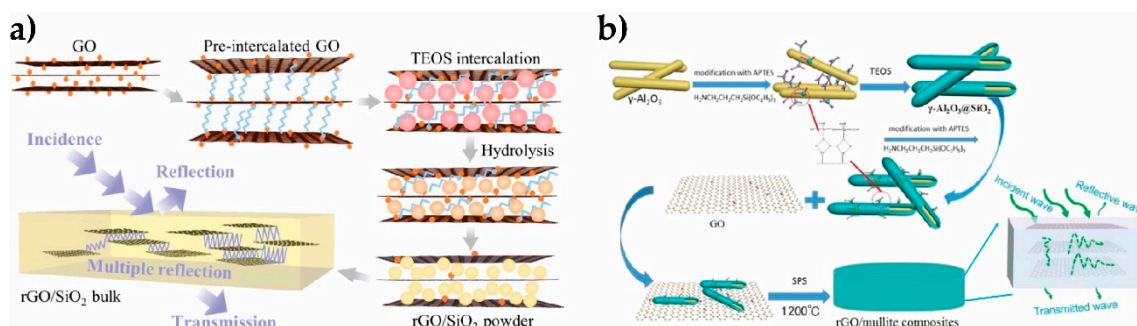 a)
GO
Pre-intercalated GO
TEOS intercalation
Hydrolysis
Incidence
Reflection
Multiple reflection
rGO/SiO₂ bulk
Transmission
rGO/SiO₂ powder
b)
γ-Al₂O₃
modification with APTES
H₂NCH₂CH₂CH₂Si(OC₂H₅)₃
TEOS
γ-Al₂O₃@SiO₂
modification with APTES
H₂NCH₂CH₂CH₂Si(OC₂H₅)₃
GO
Incident
wave
Reflective wave
SPS
1200°C
rGO/mullite composites
Transmitted wave